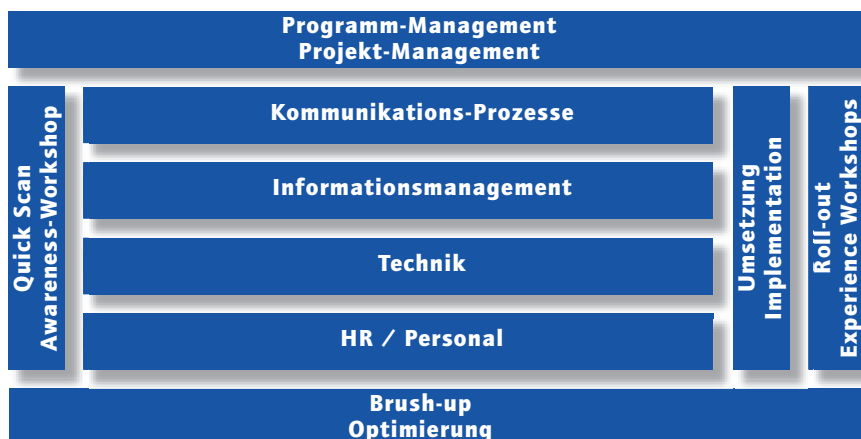 Programm-Management
Projekt-Management
Quick Scan
Awareness-Workshop
Kommunikations-Prozesse
Informationsmanagement
Technik
HR / Personal
Umsetzung
Implementation
Roll-out
Experience Workshops
Brush-up
Optimierung